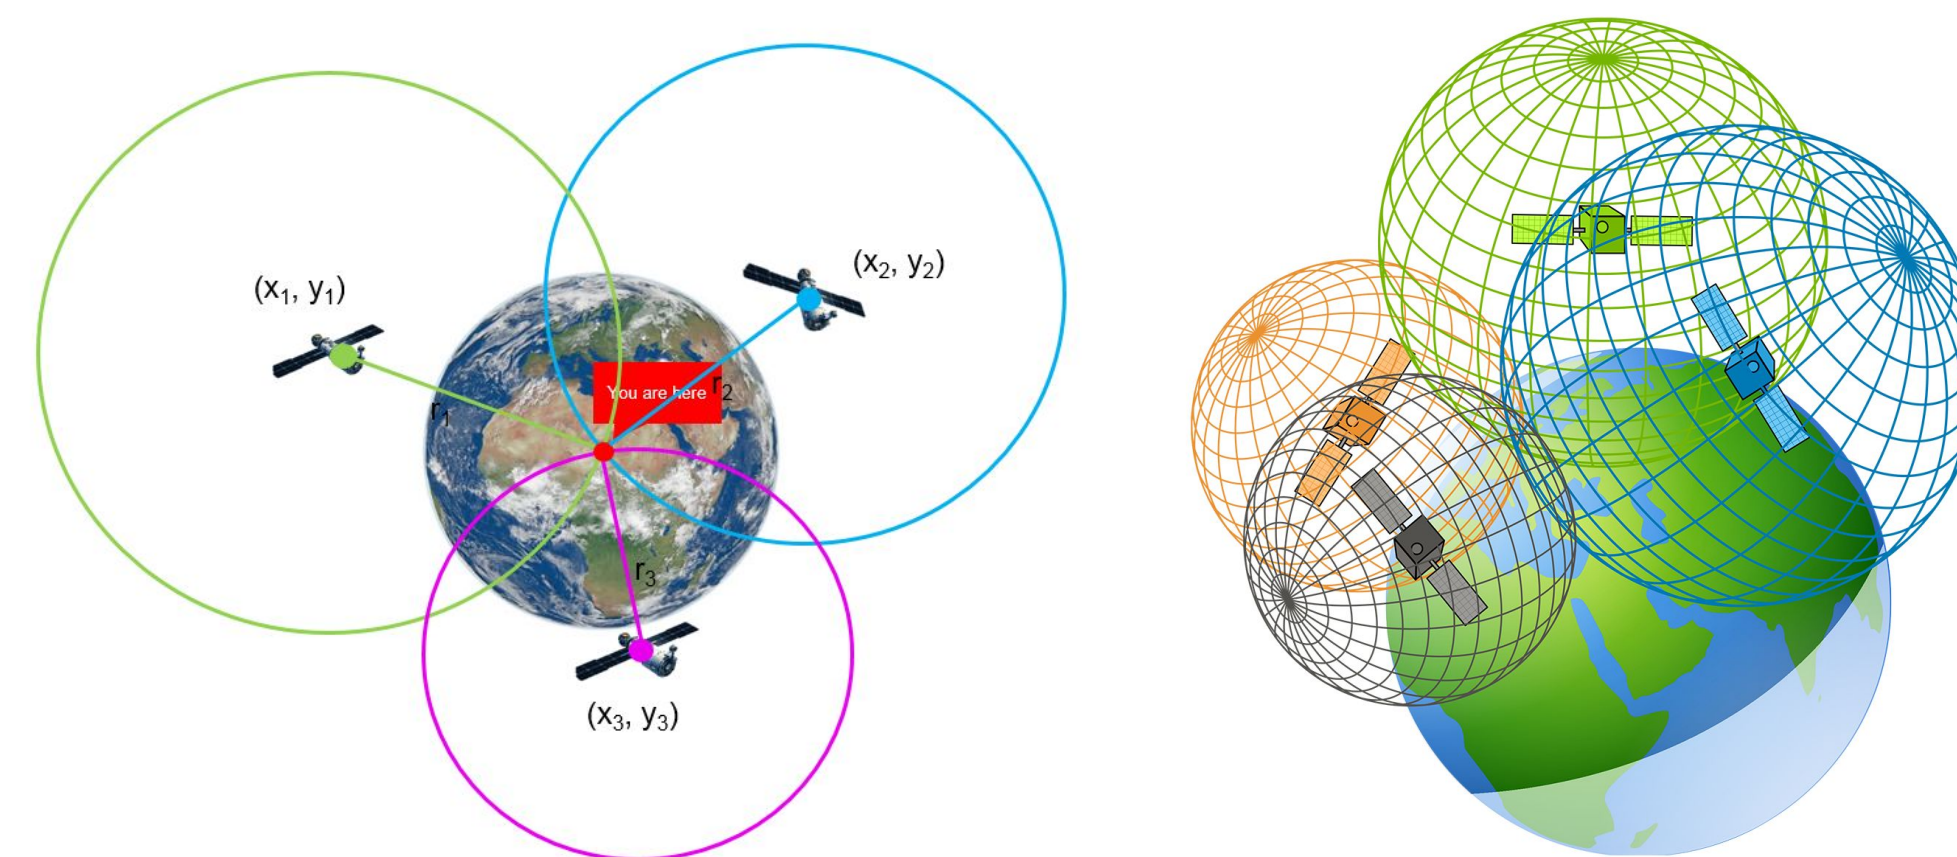 (x₂, y₂)
(x₁, y₁)
You are here
r₂
r₁
r₃
(x₃, y₃)